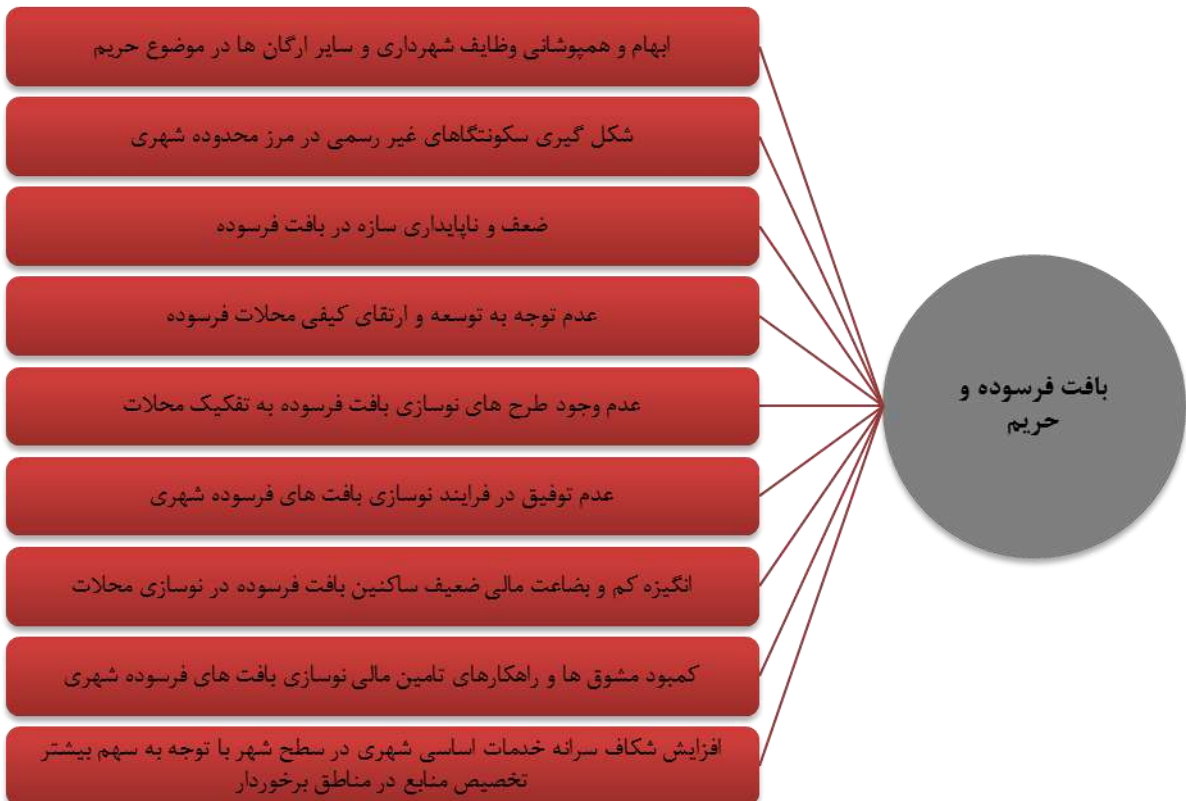 بافت فرسوده و
حریم
ابهام و همپوشانی وظایف شهرداری و سایر ارگان ها در موضوع حریم
شکل گیری سکونتگاهای غیر رسمی در مرز محدوده شهری
ضعف و ناپایداری سازه در بافت فرسوده
عدم توجه به توسعه و ارتقای کیفی محلات فرسوده
عدم وجود طرح های نوسازی بافت فرسوده به تفکیک محلات
عدم توفیق در فرایند نوسازی بافت های فرسوده شهری
انگیزه کم و بضاعت مالی ضعیف ساکنین بافت فرسوده در نوسازی محلات
کمبود مشوق ها و راهکارهای تامین مالی نوسازی بافت های فرسوده شهری
افزایش شکاف سرانه خدمات اساسی شهری در سطح شهر با توجه به سهم بیشتر
تخصیص منابع در مناطق برخوردار